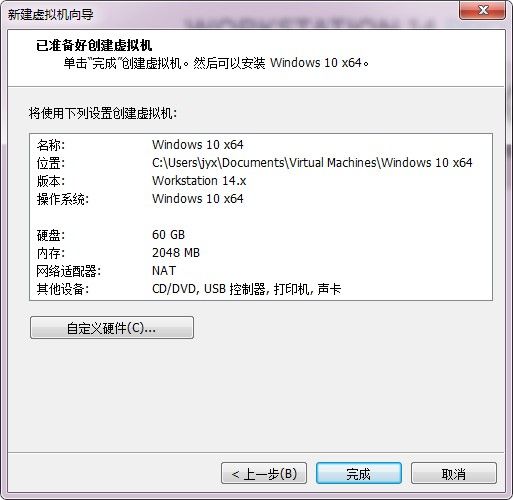 新建虚拟机向导
已准备好创建虚拟机
单击“完成”创建虚拟机。然后可以安装 Windows 10 x64。
将使用下列设置创建虚拟机:
名称: Windows 10 x64
位置: C:\Users\jyx\Documents\Virtual Machines\Windows 10 x64
版本: Workstation 14.x
操作系统: Windows 10 x64
硬盘: 60 GB
内存: 2048 MB
网络适配器: NAT
其他设备: CD/DVD, USB 控制器, 打印机, 声卡
自定义硬件(C)...
< 上一步(B)
完成
取消